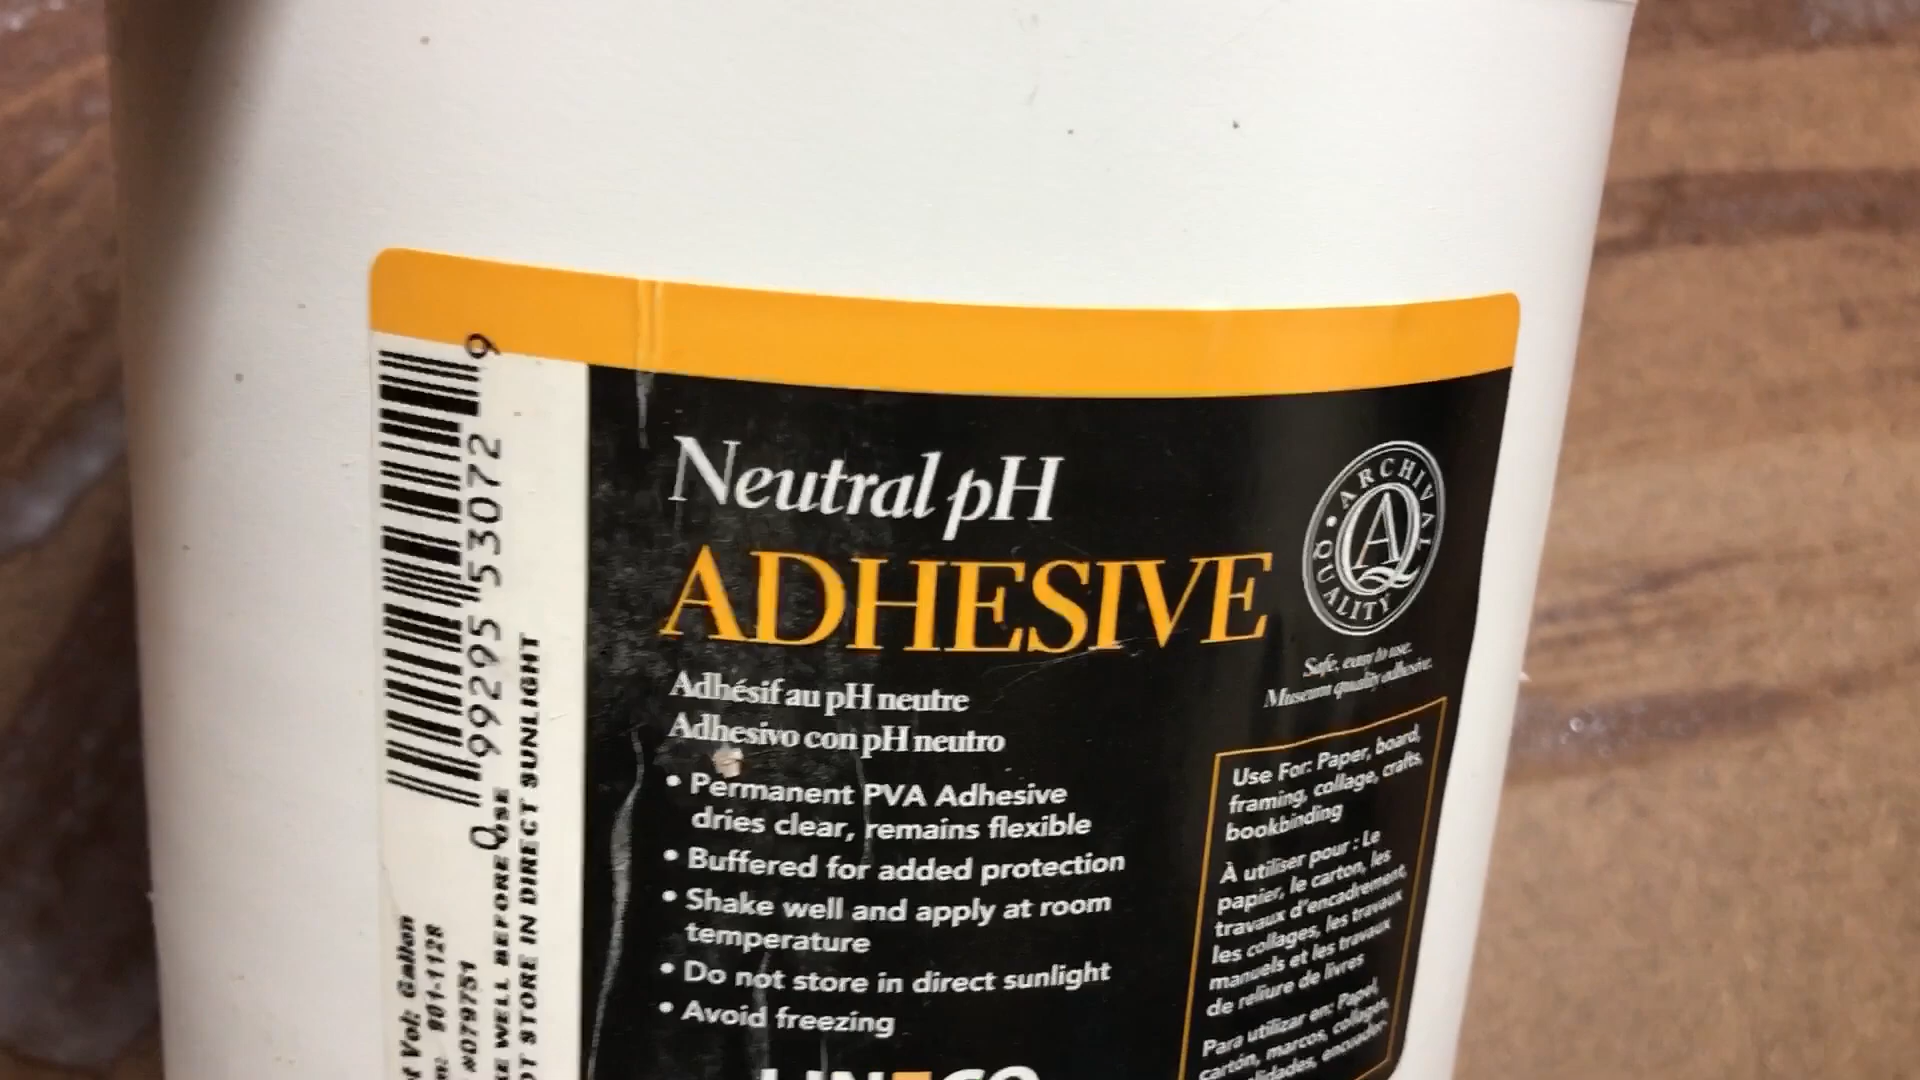 Neutral pH
ADHESIVE
Adhésif au pH neutre
Adhesivo con pH neutro
• Permanent PVA Adhesive
dries clear, remains flexible
• Buffered for added protection
• Shake well and apply at room
temperature
• Do not store in direct sunlight
• Avoid freezing
LINECO
ARCHIVAL
QUALITY
AQ
Safe, easy to use.
Museum quality adhesive.
Use For: Paper, board,
framing, collage, crafts,
bookbinding
À utiliser pour : Le
papier, le carton, les
travaux d'encadrement,
les collages, les travaux
manuels et les travaux
de reliure de livres
Para utilizar en: Papel,
cartón, marcos, collages,
0 99295 53072 9
Vol: Gallon
901-1128
#079751
WELL BEFORE USE
STORE IN DIRECT SUNLIGHT